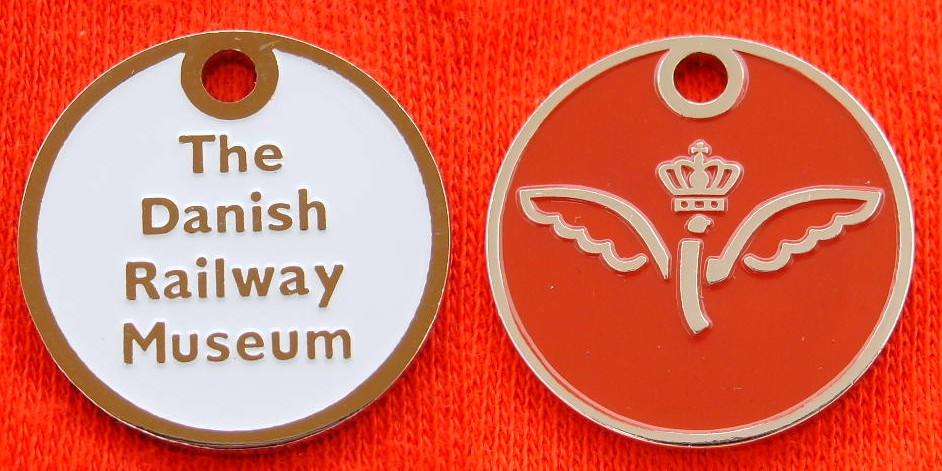 The
Danish
Railway
Museum